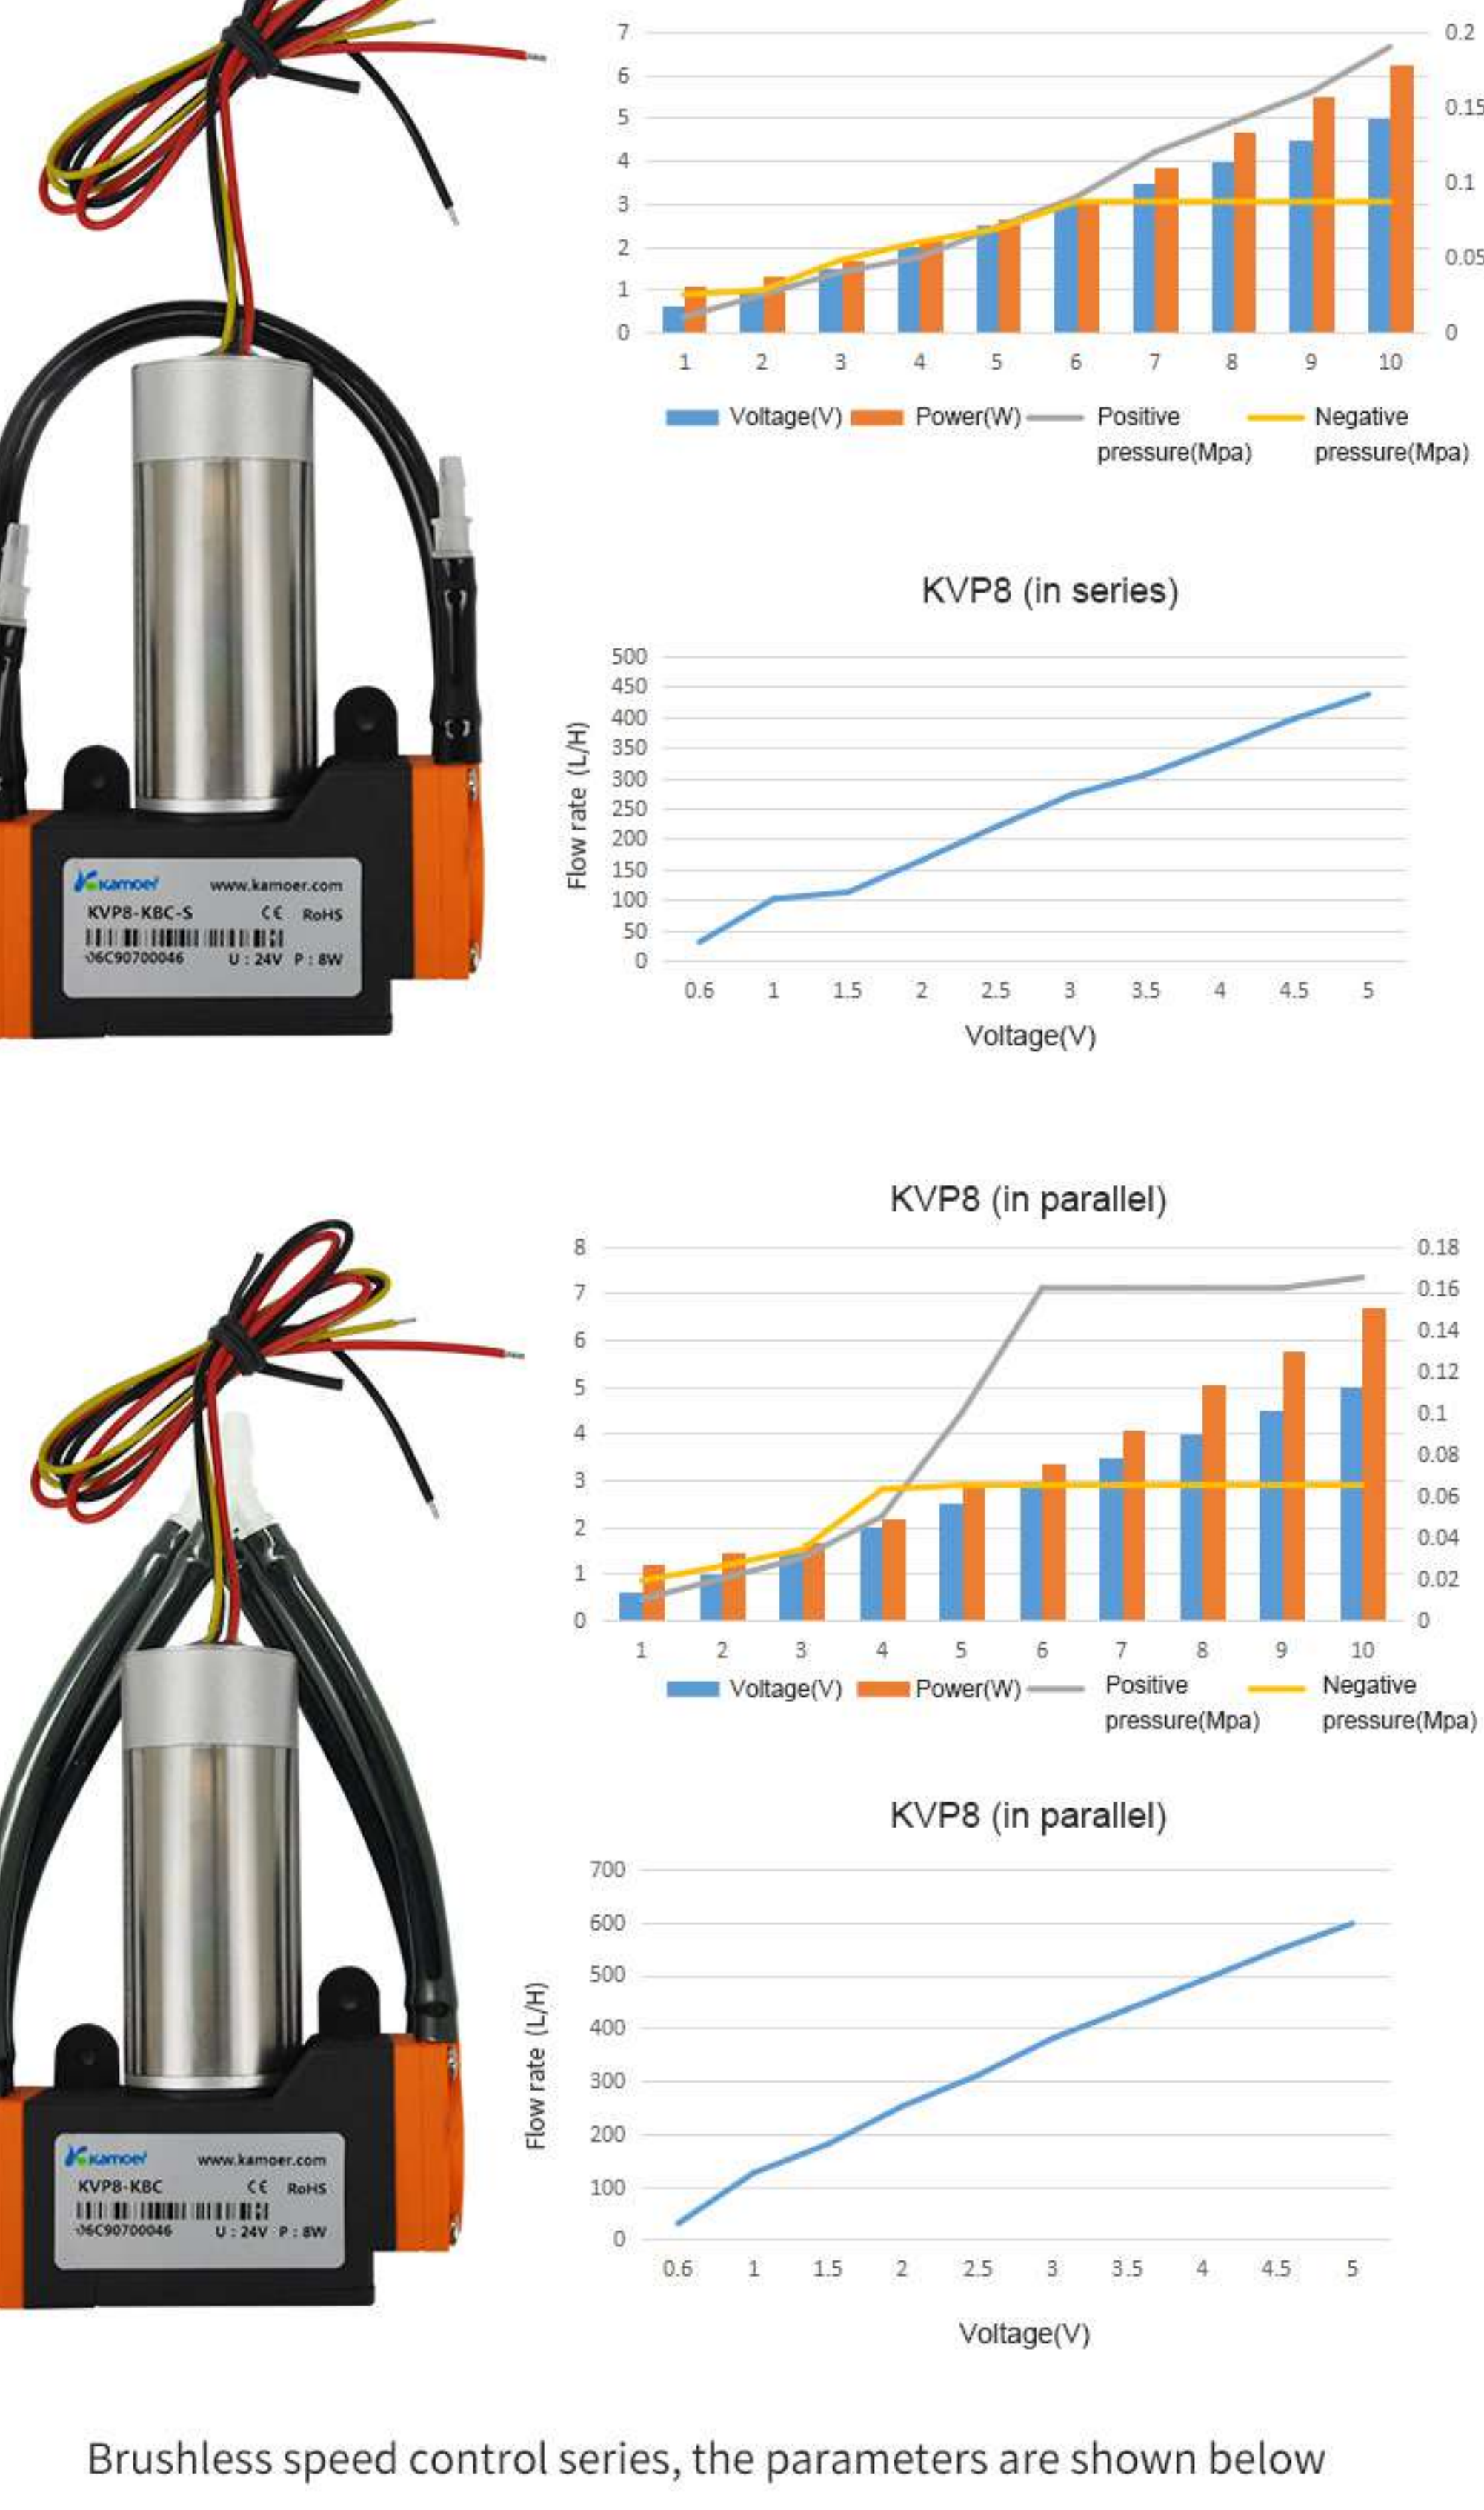 7
6
5
4
3
2
1
0
0.2
0.15
0.1
0.05
0
1 2 3 4 5 6 7 8 9 10
Voltage(V) Power(W) Positive pressure(Mpa) Negative pressure(Mpa)
KVP8 (in series)
500
450
400
350
300
250
200
150
100
50
0
Flow rate (L/H)
0.6 1 1.5 2 2.5 3 3.5 4 4.5 5
Voltage(V)
Kamoer www.kamoer.com
KVP8-KBC-S CE RoHS
06C90700046 U : 24V P : 8W
KVP8 (in parallel)
8
7
6
5
4
3
2
1
0
0.18
0.16
0.14
0.12
0.1
0.08
0.06
0.04
0.02
0
1 2 3 4 5 6 7 8 9 10
Voltage(V) Power(W) Positive pressure(Mpa) Negative pressure(Mpa)
KVP8 (in parallel)
700
600
500
400
300
200
100
0
Flow rate (L/H)
0.6 1 1.5 2 2.5 3 3.5 4 4.5 5
Voltage(V)
Kamoer www.kamoer.com
KVP8-KBC CE RoHS
06C90700046 U : 24V P : 8W
Brushless speed control series, the parameters are shown below